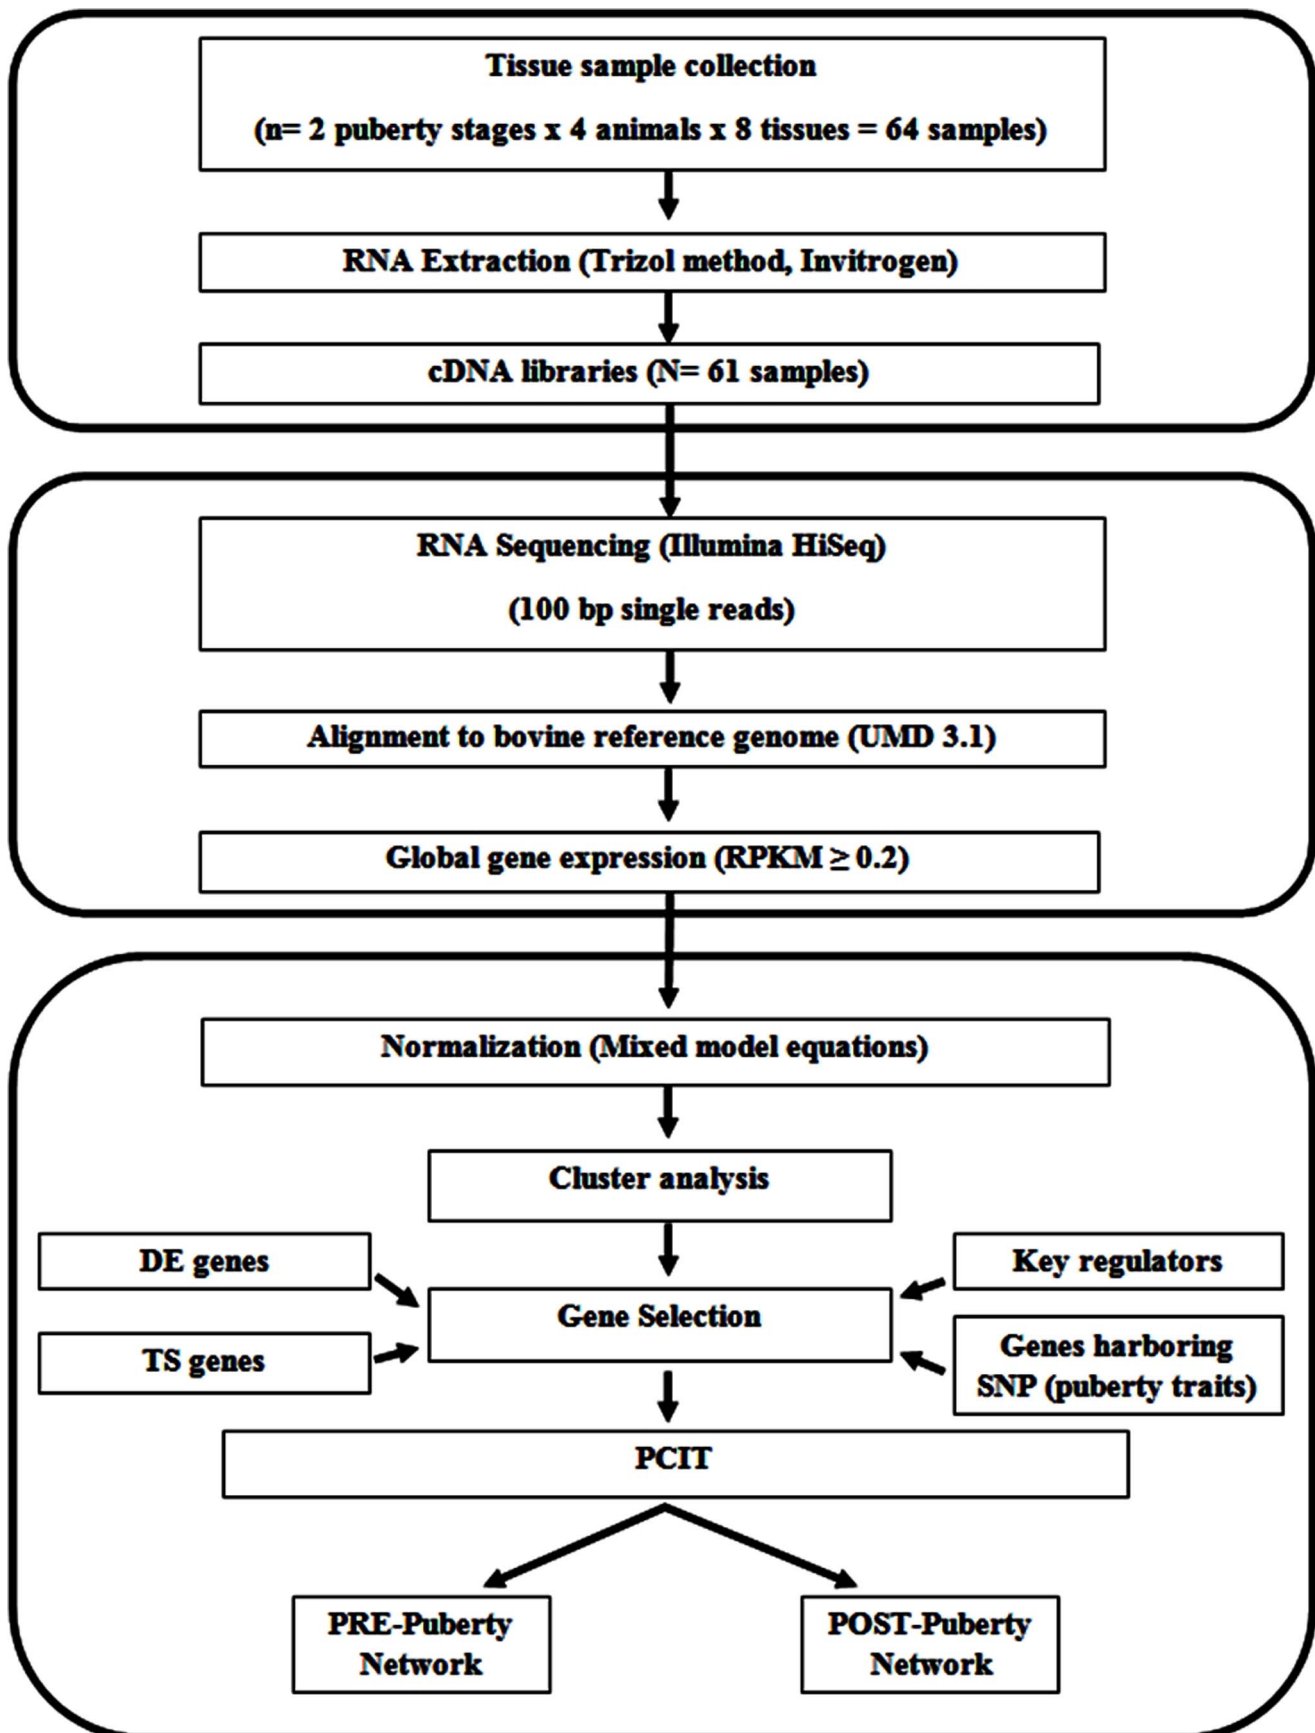 Tissue sample collection
(n= 2 puberty stages x 4 animals x 8 tissues = 64 samples)
RNA Extraction (Trizol method, Invitrogen)
cDNA libraries (N= 61 samples)
RNA Sequencing (Illumina HiSeq)
(100 bp single reads)
Alignment to bovine reference genome (UMD 3.1)
Global gene expression (RPKM ≥ 0.2)
Normalization (Mixed model equations)
Cluster analysis
DE genes
Key regulators
Gene Selection
TS genes
Genes harboring
SNP (puberty traits)
PCIT
PRE-Puberty
Network
POST-Puberty
Network